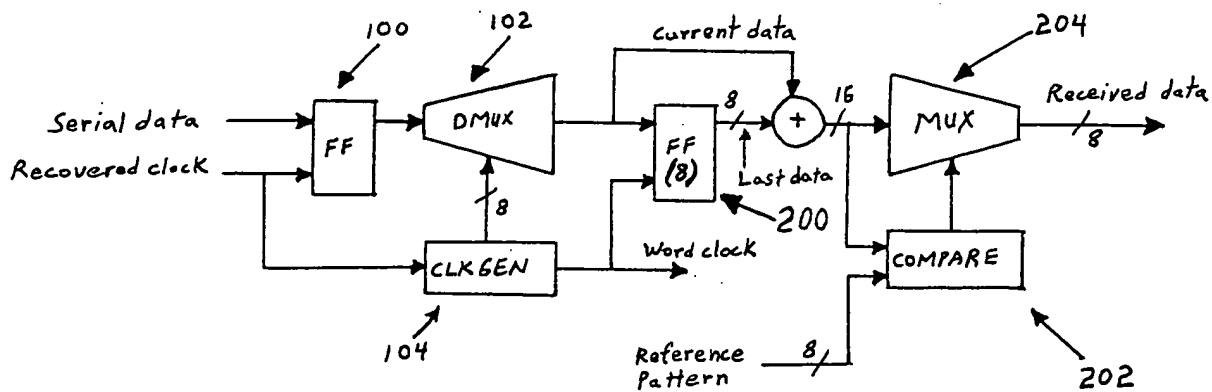 100
102
Current data
204
Serial data
FF
DMUX
8
+
16
MUX
Received data
8
Recovered clock
FF
(8)
Last data
200
8
CLKGEN
Word clock
COMPARE
104
Reference
Pattern
8
202